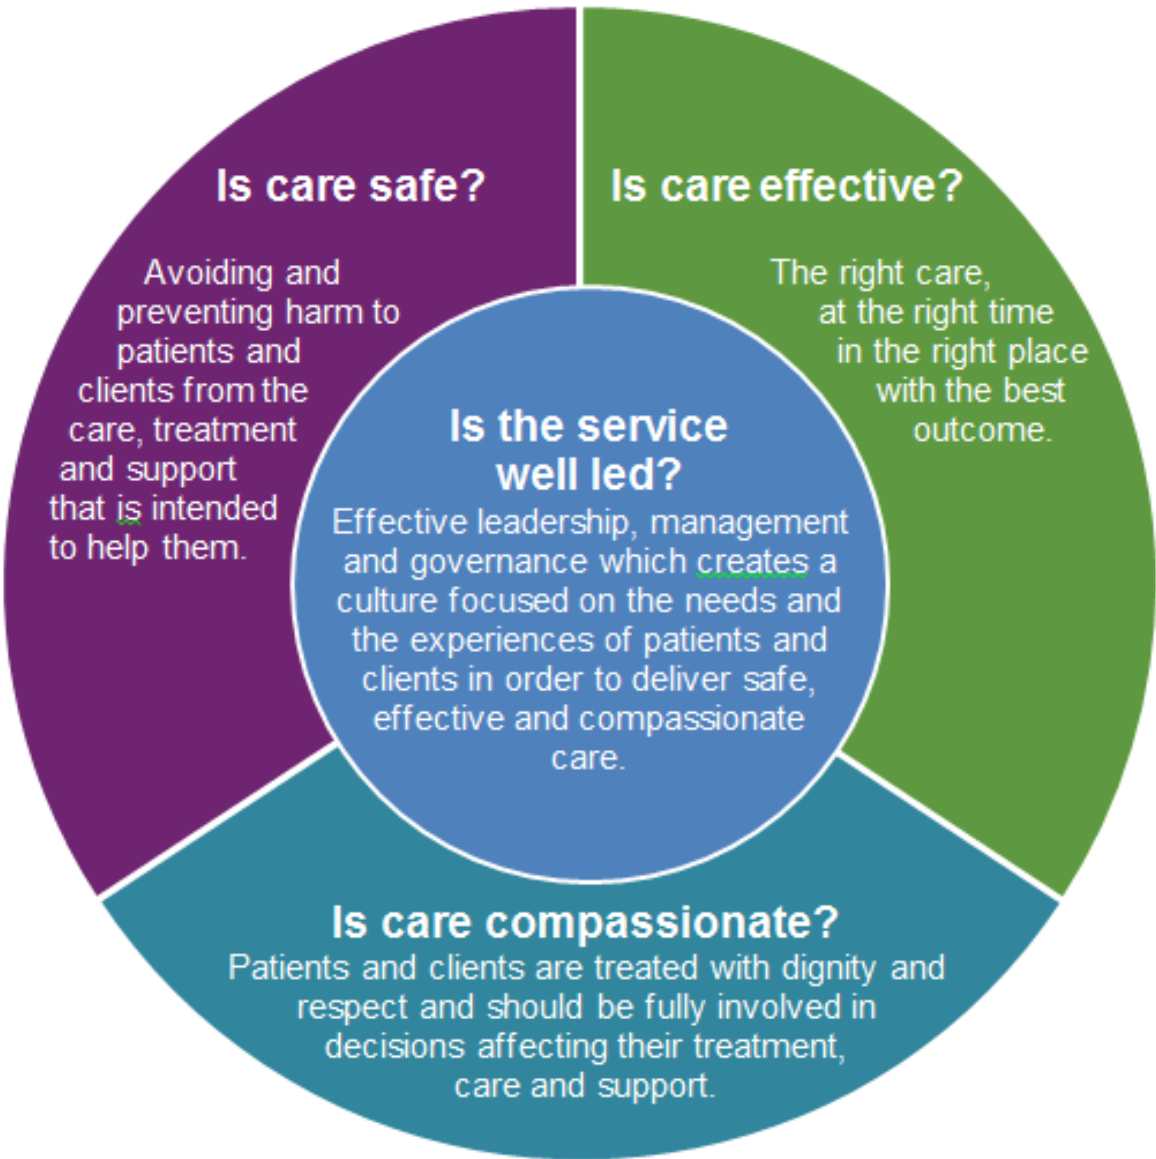 Is care safe?
Avoiding and
preventing harm to
patients and
clients from the
care, treatment
and support
that is intended
to help them.
Is care effective?
The right care,
at the right time
in the right place
with the best
outcome.
Is the service
well led?
Effective leadership, management
and governance which creates a
culture focused on the needs and
the experiences of patients and
clients in order to deliver safe,
effective and compassionate
care.
Is care compassionate?
Patients and clients are treated with dignity and
respect and should be fully involved in
decisions affecting their treatment,
care and support.